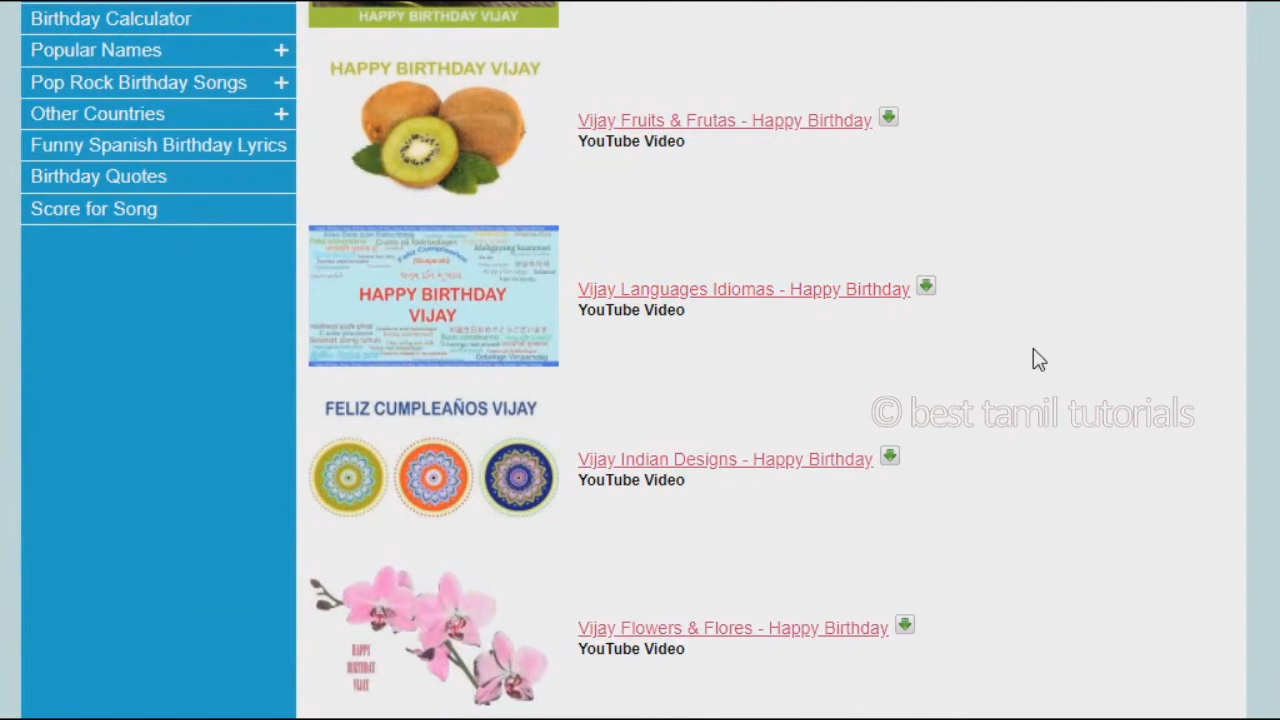 Birthday Calculator
Popular Names +
Pop Rock Birthday Songs +
Other Countries +
Funny Spanish Birthday Lyrics
Birthday Quotes
Score for Song
HAPPY BIRTHDAY VIJAY
HAPPY BIRTHDAY VIJAY
Vijay Fruits & Frutas - Happy Birthday
YouTube Video
Feliz Cumpleaños
(Guajarati)
HAPPY BIRTHDAY
VIJAY
Vijay Languages Idiomas - Happy Birthday
YouTube Video
© best tamil tutorials
FELIZ CUMPLEAÑOS VIJAY
Vijay Indian Designs - Happy Birthday
YouTube Video
HAPPY
BIRTHDAY
VIJAY
Vijay Flowers & Flores - Happy Birthday
YouTube Video